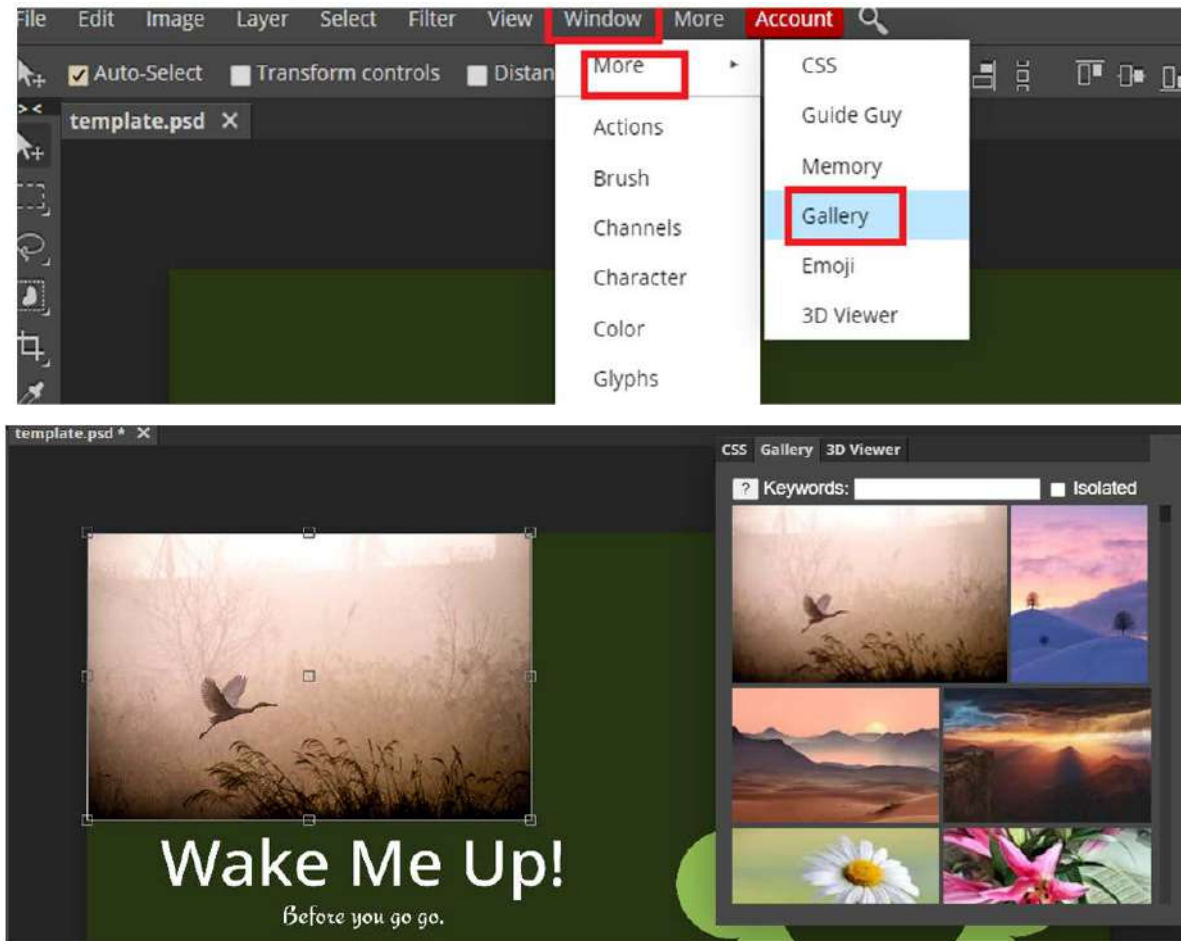 File Edit Image Layer Select Filter View Window More Account
Auto-Select Transform controls Distan
template.psd
More
Actions
Brush
Channels
Character
Color
Glyphs
CSS
Guide Guy
Memory
Gallery
Emoji
3D Viewer
template.psd *
CSS Gallery 3D Viewer
? Keywords: Isolated
Wake Me Up!
Before you go go.